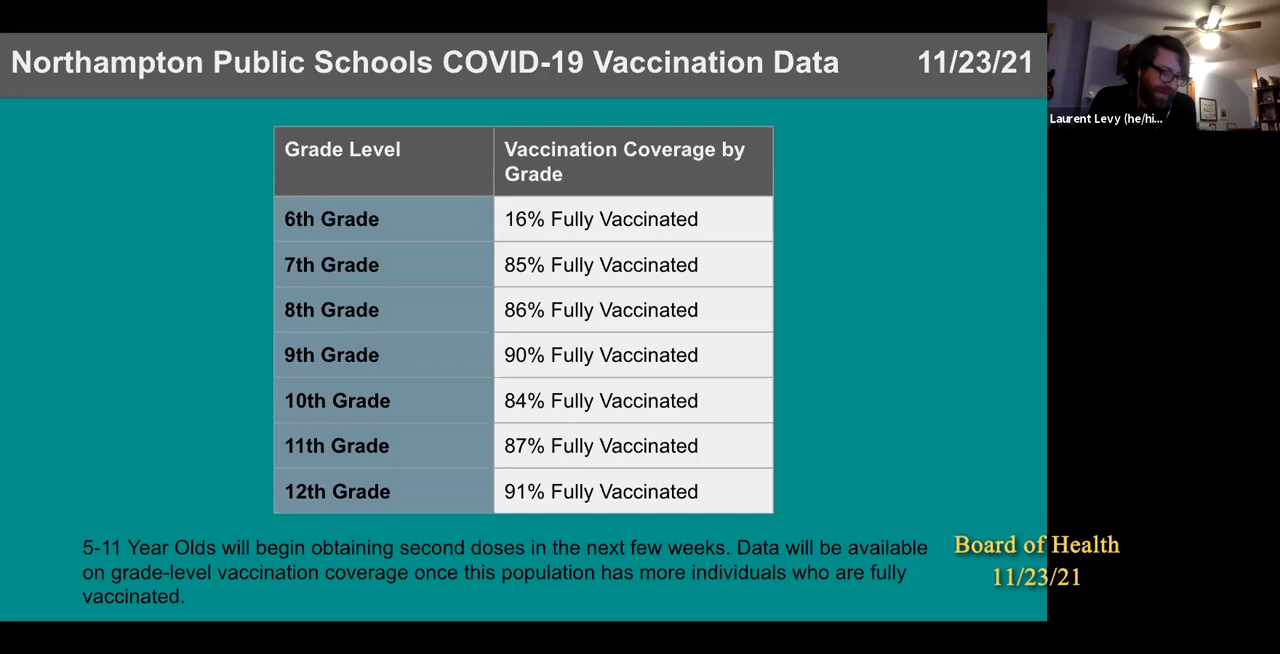 Northampton Public Schools COVID-19 Vaccination Data 11/23/21
Laurent Levy (he/hi...
Grade Level
Vaccination Coverage by
Grade
6th Grade 16% Fully Vaccinated
7th Grade 85% Fully Vaccinated
8th Grade 86% Fully Vaccinated
9th Grade 90% Fully Vaccinated
10th Grade 84% Fully Vaccinated
11th Grade 87% Fully Vaccinated
12th Grade 91% Fully Vaccinated
5-11 Year Olds will begin obtaining second doses in the next few weeks. Data will be available
on grade-level vaccination coverage once this population has more individuals who are fully
vaccinated.
Board of Health
11/23/21